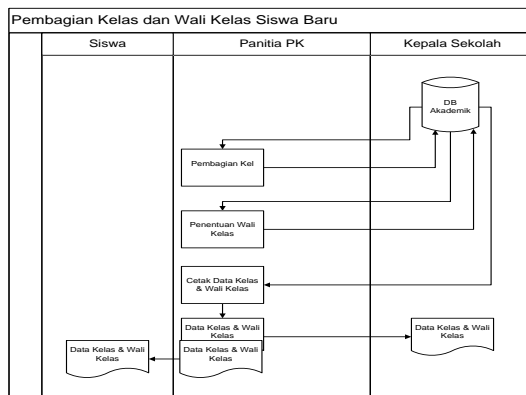 Pembagian Kelas dan Wali Kelas Siswa Baru
Siswa
Panitia PK
Kepala Sekolah
DB
Akademik
Pembagian Kel
Penentuan Wali
Kelas
Cetak Data Kelas
& Wali Kelas
Data Kelas & Wali
Kelas
Data Kelas & Wali
Kelas
Data Kelas & Wali
Kelas
Data Kelas & Wali
Kelas